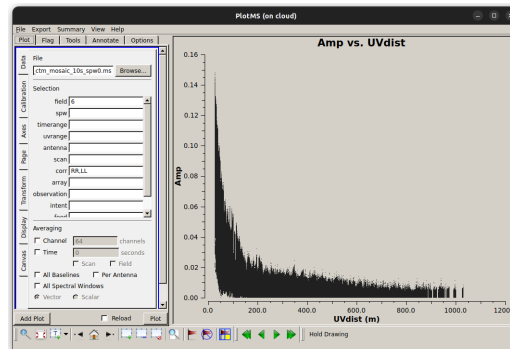 PlotMS (on cloud)
File Export Summary View Help
Plot Flag Tools Annotate Options
Data
Calibration
Axes
Page
Transform
Display
Canvas
File
ctm_mosaic_10s_spw0.ms Browse...
Selection
field 6
spw
timerange
uvrange
antenna
scan
corr RR,LL
array
observation
intent
Averaging
Channel 64 channels
Time 0 seconds
Scan Field
All Baselines Per Antenna
All Spectral Windows
Vector Scalar
Add Plot Reload Plot
Amp vs. UVdist
Amp
0.16
0.14
0.12
0.10
0.08
0.06
0.04
0.02
0.00
0.0 200.0 400.0 600.0 800.0 1000.0 1200
UVdist (m)
Hold Drawing